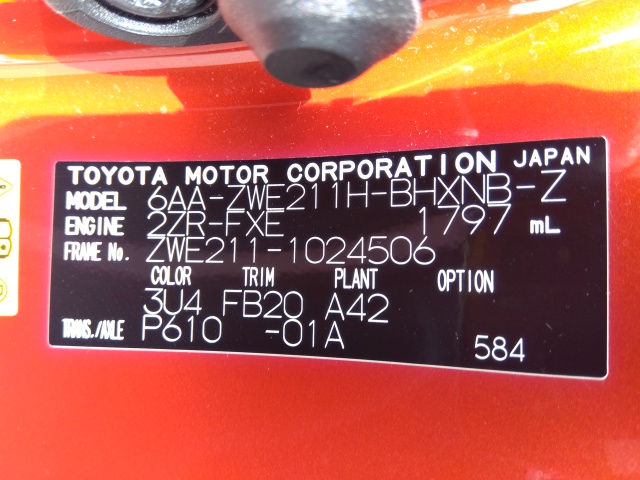 TOYOTA MOTOR CORPORATION JAPAN
MODEL 6AA-ZWE211H-BHXNB-Z
ENGINE 2ZR-FXE 1797 mL
FRAME No. ZWE211-1024506
COLOR TRIM PLANT OPTION
3U4 FB20 A42
TRANS./AXLE P610 -01A
584